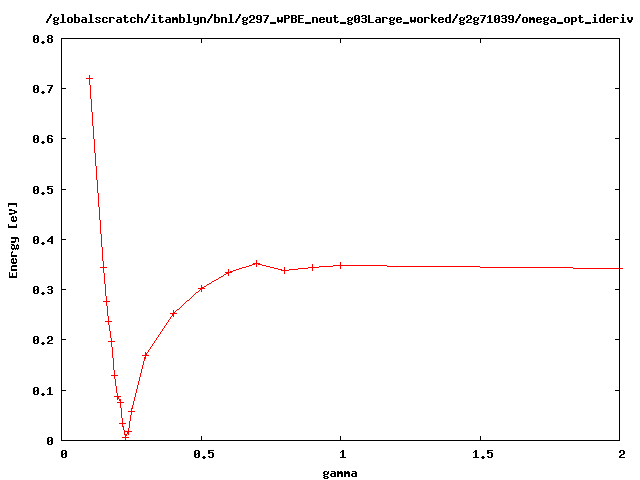 /globalscratch/itamblyn/bnl/g297_wPBE_neut_g03Large_worked/g2g71039/omega_opt_ideriv
0.8
0.7
0.6
0.5
0.4
0.3
0.2
0.1
0
Energy [eV]
0 0.5 1 1.5 2
gamma